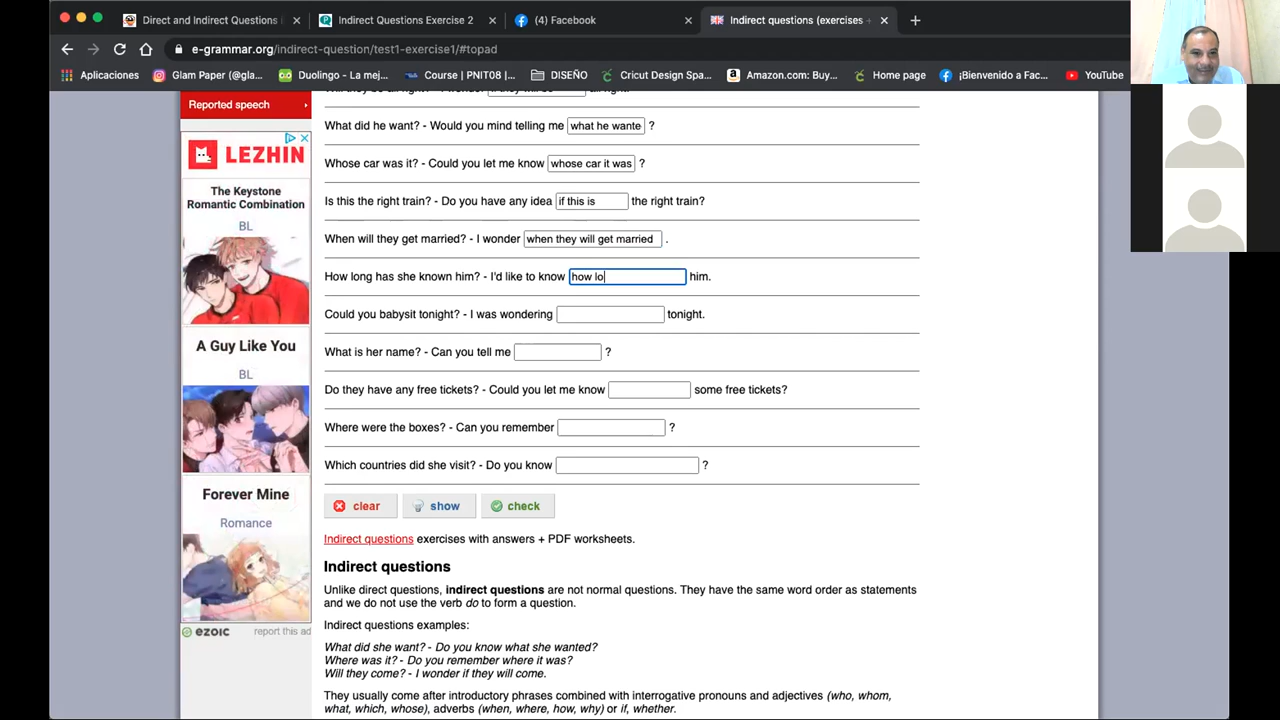 Direct and Indirect Questions i
Indirect Questions Exercise 2
(4) Facebook
Indirect questions (exercises +
e-grammar.org/indirect-question/test1-exercise1/#topad
Aplicaciones
Glam Paper (@gla...
Duolingo - La mej...
Course | PNIT08 |...
DISEÑO
Cricut Design Spa...
Amazon.com: Buy...
Home page
¡Bienvenido a Fac...
YouTube
Reported speech
What did he want? - Would you mind telling me what he wante ?
Whose car was it? - Could you let me know whose car it was ?
Is this the right train? - Do you have any idea if this is the right train?
When will they get married? - I wonder when they will get married .
How long has she known him? - I'd like to know how lo him.
Could you babysit tonight? - I was wondering tonight.
What is her name? - Can you tell me ?
Do they have any free tickets? - Could you let me know some free tickets?
Where were the boxes? - Can you remember ?
Which countries did she visit? - Do you know ?
clear
show
check
Indirect questions exercises with answers + PDF worksheets.
Indirect questions
Unlike direct questions, indirect questions are not normal questions. They have the same word order as statements
and we do not use the verb do to form a question.
Indirect questions examples:
What did she want? - Do you know what she wanted?
Where was it? - Do you remember where it was?
Will they come? - I wonder if they will come.
They usually come after introductory phrases combined with interrogative pronouns and adjectives (who, whom,
what, which, whose), adverbs (when, where, how, why) or if, whether.
LEZHIN
The Keystone
Romantic Combination
BL
A Guy Like You
BL
Forever Mine
Romance
ezoic
report this ad